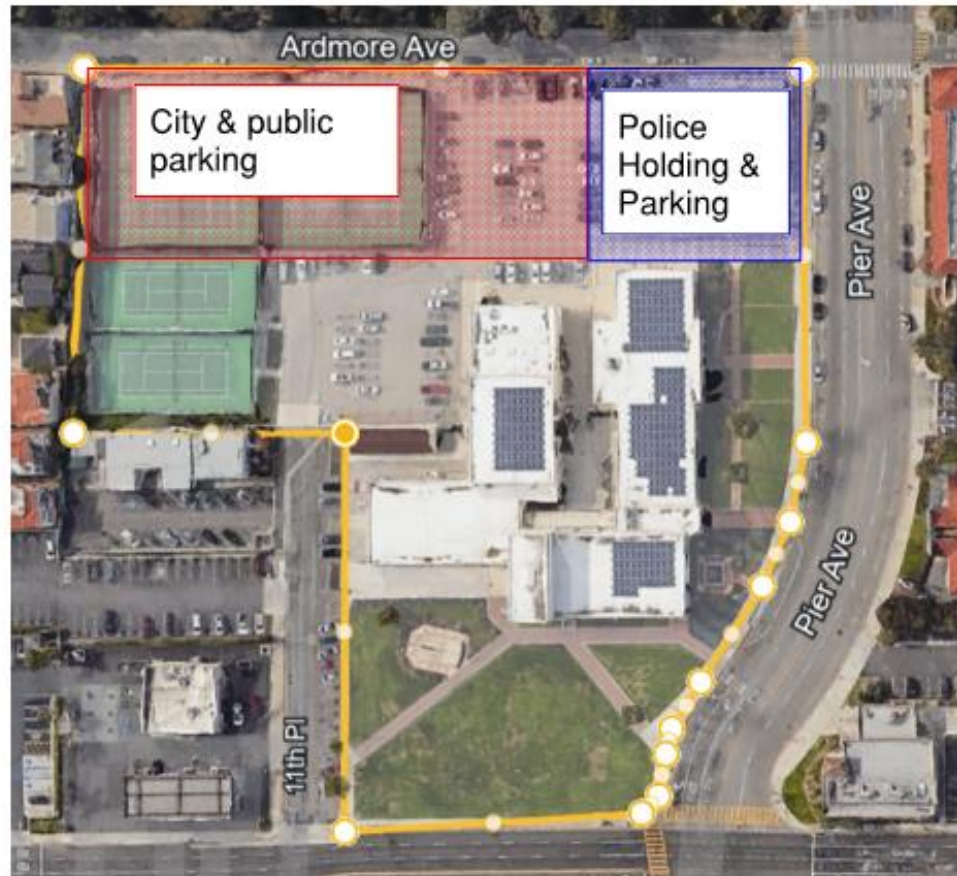 Ardmore Ave
City & public
parking
Police
Holding &
Parking
Pier Ave
Pier Ave
11th Pl